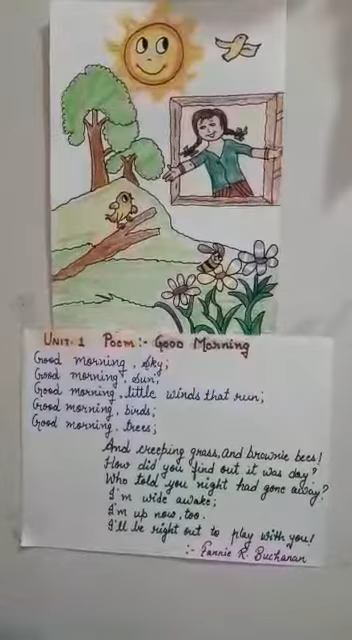 UNIT-1 Poem:- Good Morning
Good morning, Sky;
Good morning, Sun;
Good morning, little winds that run;
Good morning, birds;
Good morning, trees;
And creeping grass, and brownie bees!
How did you find out it was day?
Who told you night had gone away?
I'm wide awake;
I'm up now, too.
I'll be right out to play with you!
:- Fannie R. Buchanan